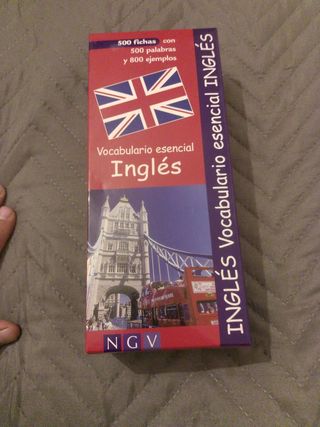 500 fichas con
500 palabras
y 800 ejemplos
Vocabulario esencial
Inglés
NGV
INGLÉS Vocabulario esencial INGLÉS